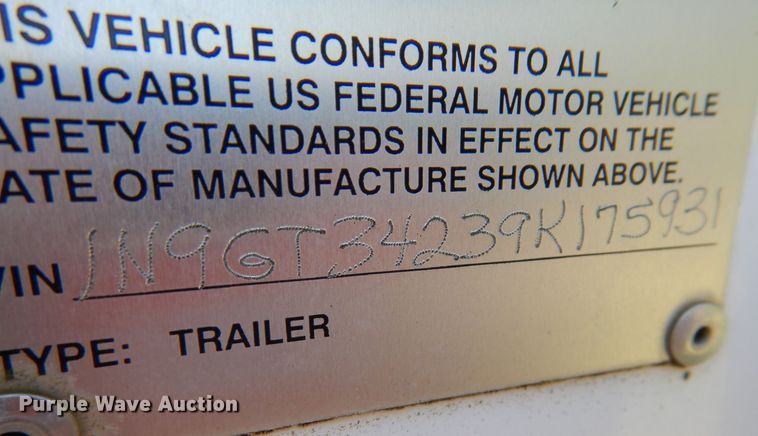 IS VEHICLE CONFORMS TO ALL
PPLICABLE US FEDERAL MOTOR VEHICLE
AFETY STANDARDS IN EFFECT ON THE
ATE OF MANUFACTURE SHOWN ABOVE.
VIN 1N9GT34239K175931
TYPE: TRAILER
Purple Wave Auction